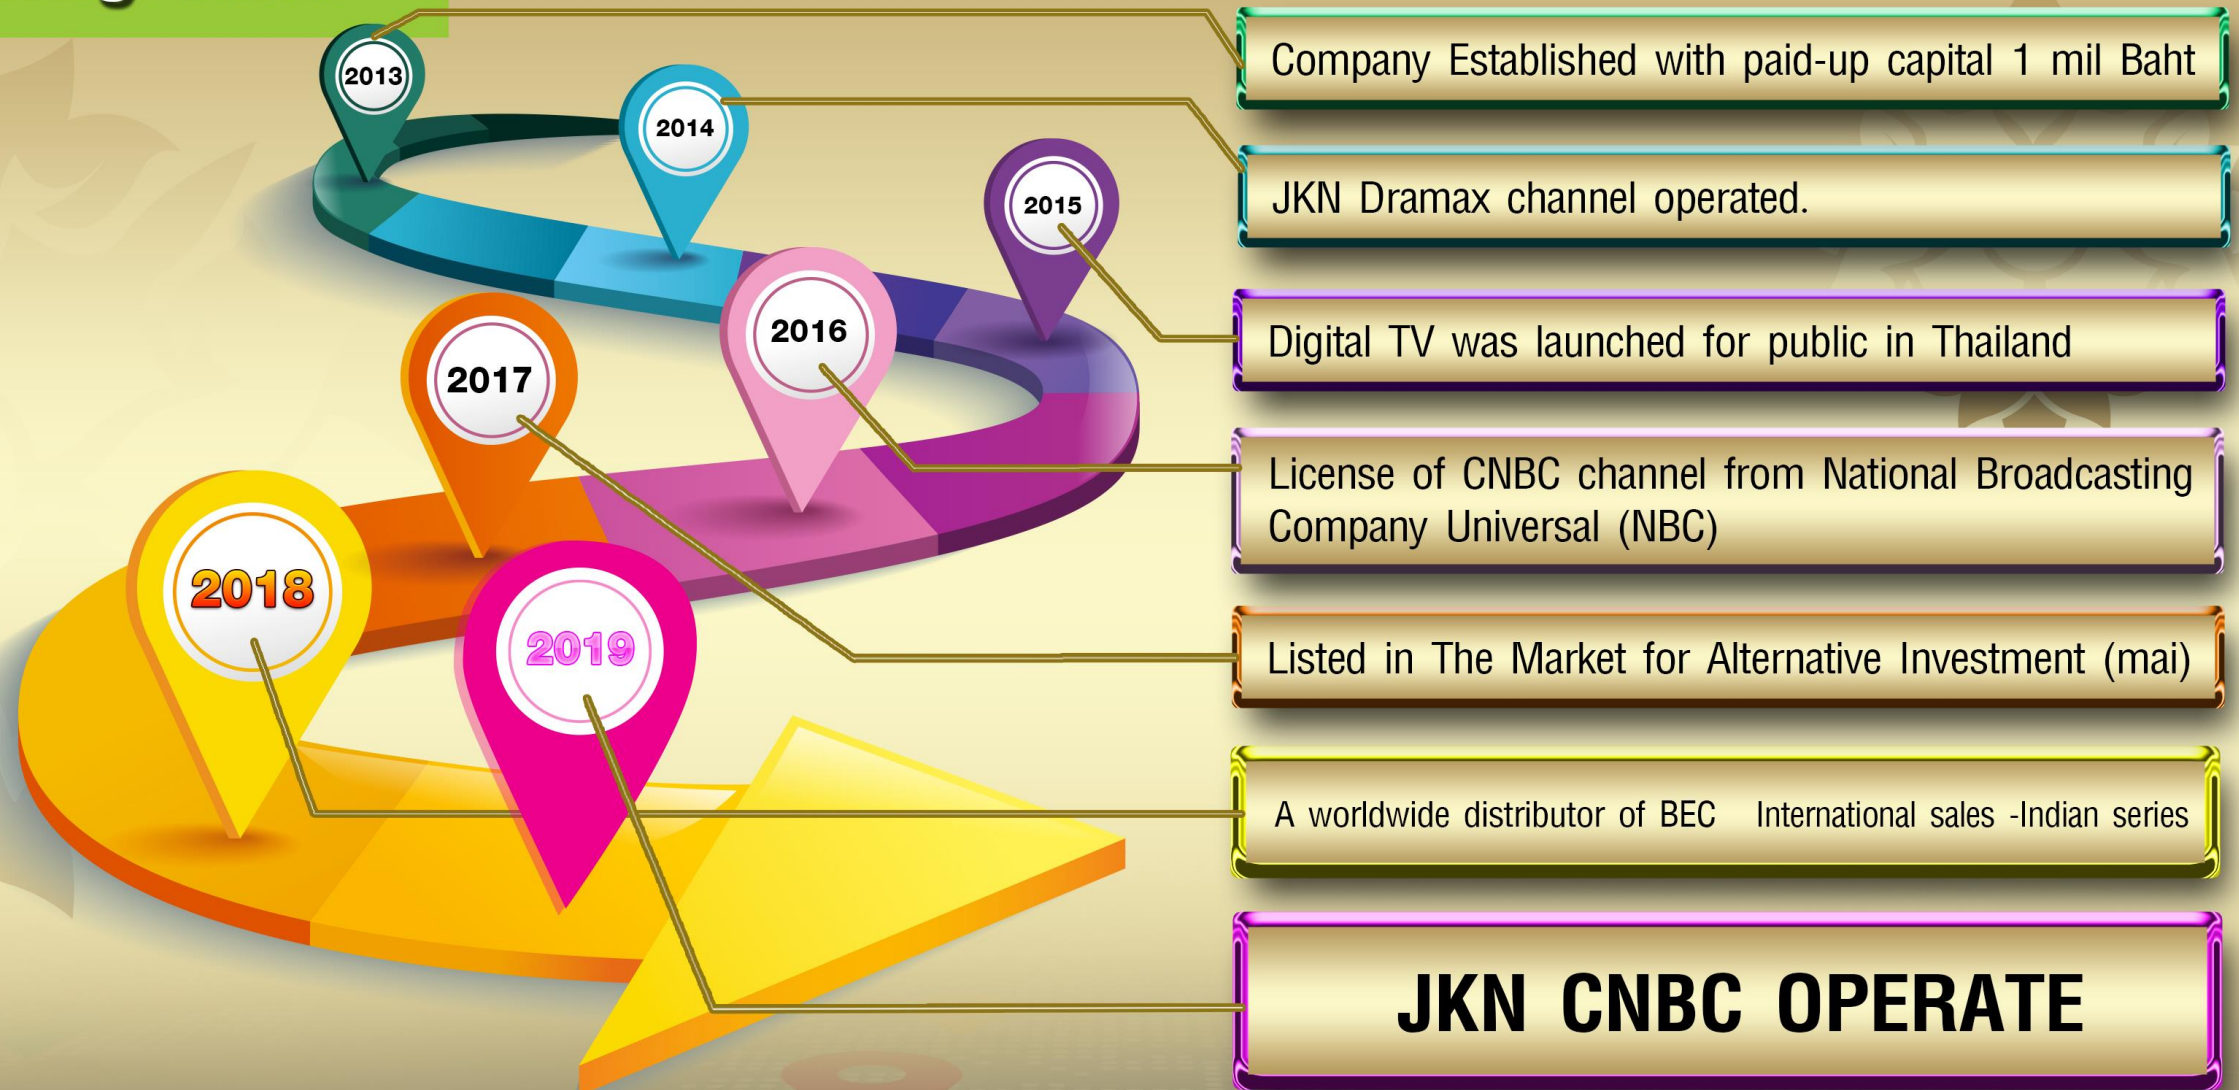 2013
Company Established with paid-up capital 1 mil Baht
2014
JKN Dramax channel operated.
2015
Digital TV was launched for public in Thailand
2016
License of CNBC channel from National Broadcasting
Company Universal (NBC)
2017
Listed in The Market for Alternative Investment (mai)
2018
A worldwide distributor of BEC International sales -Indian series
2019
JKN CNBC OPERATE